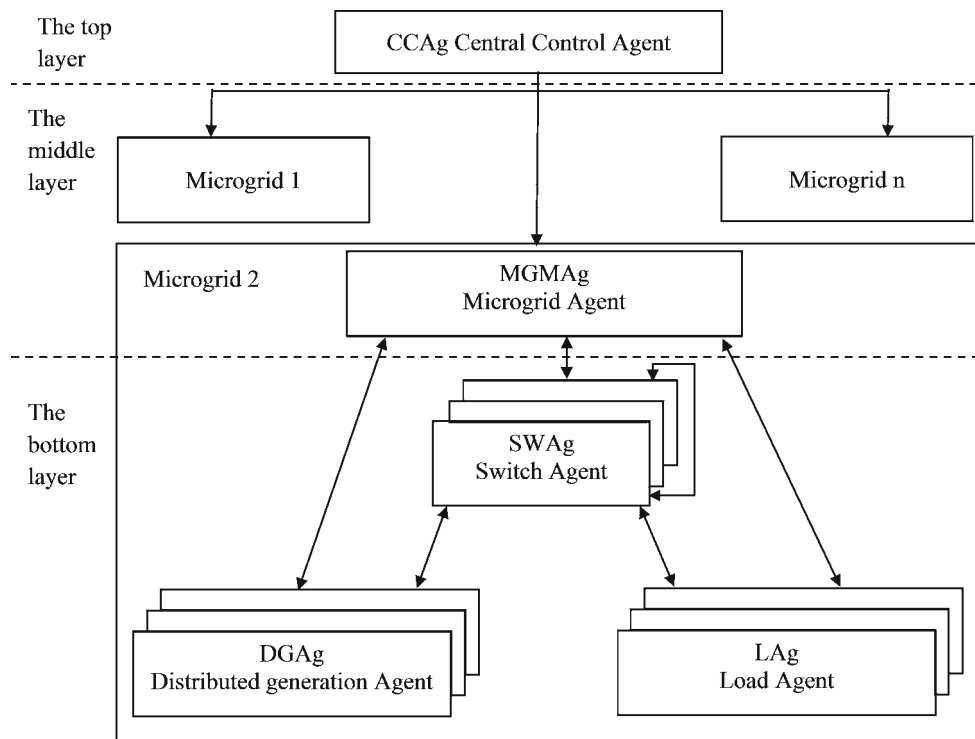 The top
layer
CCAg Central Control Agent
The
middle
layer
Microgrid 1
Microgrid n
Microgrid 2
MGMAg
Microgrid Agent
The
bottom
layer
SWAg
Switch Agent
DGAg
Distributed generation Agent
LAg
Load Agent